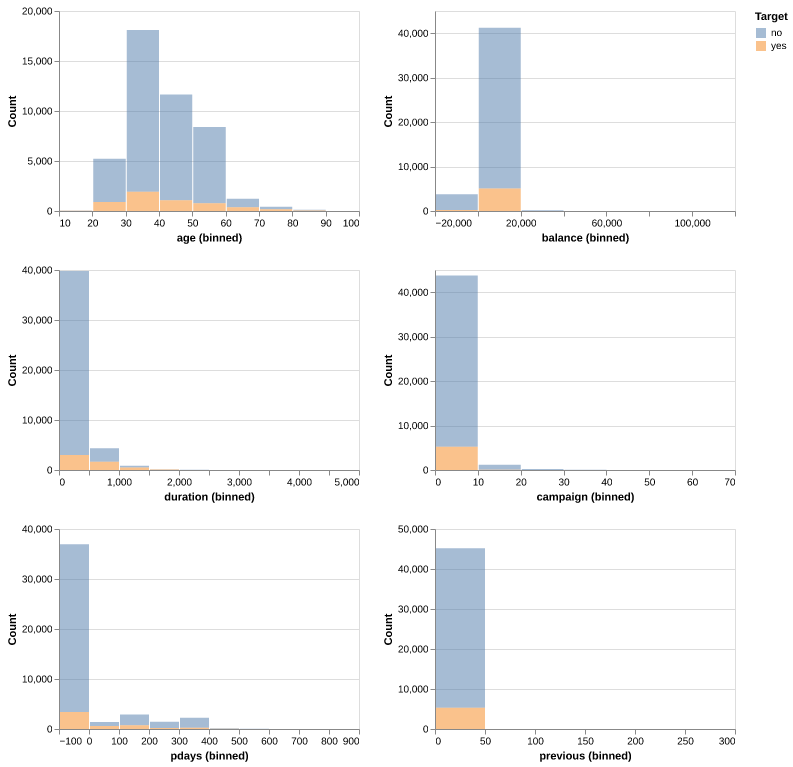 20,000
15,000
10,000
5,000
0
Count
10 20 30 40 50 60 70 80 90 100
age (binned)
40,000
30,000
20,000
10,000
0
Count
−20,000 20,000 60,000 100,000
balance (binned)
Target
no
yes
40,000
30,000
20,000
10,000
0
Count
0 1,000 2,000 3,000 4,000 5,000
duration (binned)
40,000
30,000
20,000
10,000
0
Count
0 10 20 30 40 50 60 70
campaign (binned)
40,000
30,000
20,000
10,000
0
Count
−100 0 100 200 300 400 500 600 700 800 900
pdays (binned)
50,000
40,000
30,000
20,000
10,000
0
Count
0 50 100 150 200 250 300
previous (binned)